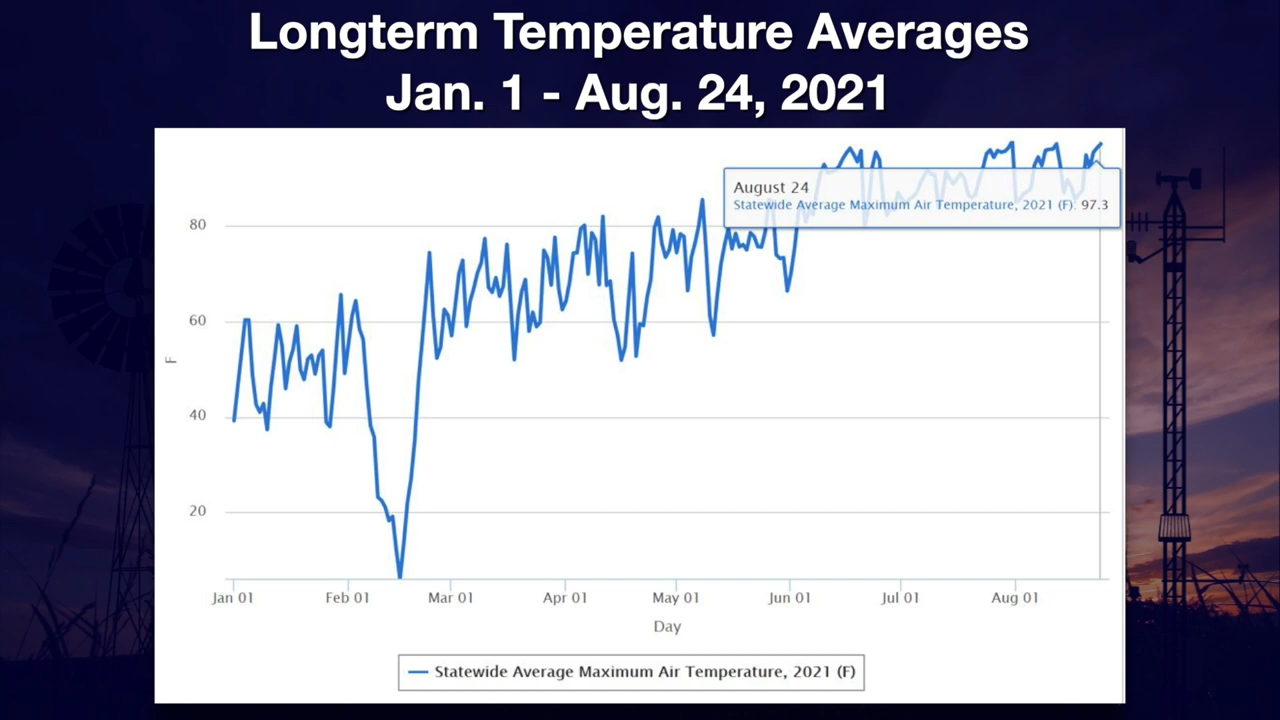 Longterm Temperature Averages
Jan. 1 - Aug. 24, 2021
August 24
Statewide Average Maximum Air Temperature, 2021 (F): 97.3
80
60
F
40
20
Jan 01 Feb 01 Mar 01 Apr 01 May 01 Jun 01 Jul 01 Aug 01
Day
Statewide Average Maximum Air Temperature, 2021 (F)